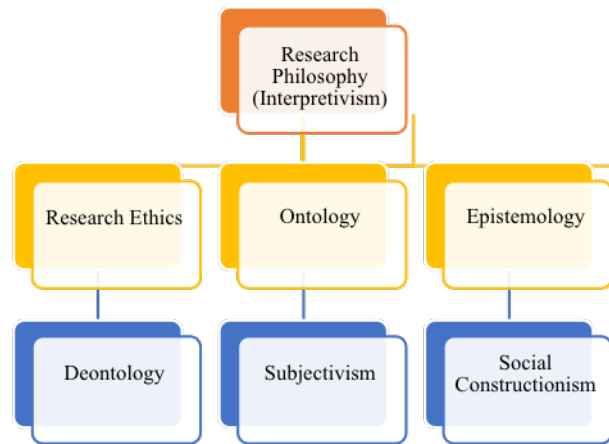 Research
Philosophy
(Interpretivism)
Research Ethics
Ontology
Epistemology
Deontology
Subjectivism
Social
Constructionism